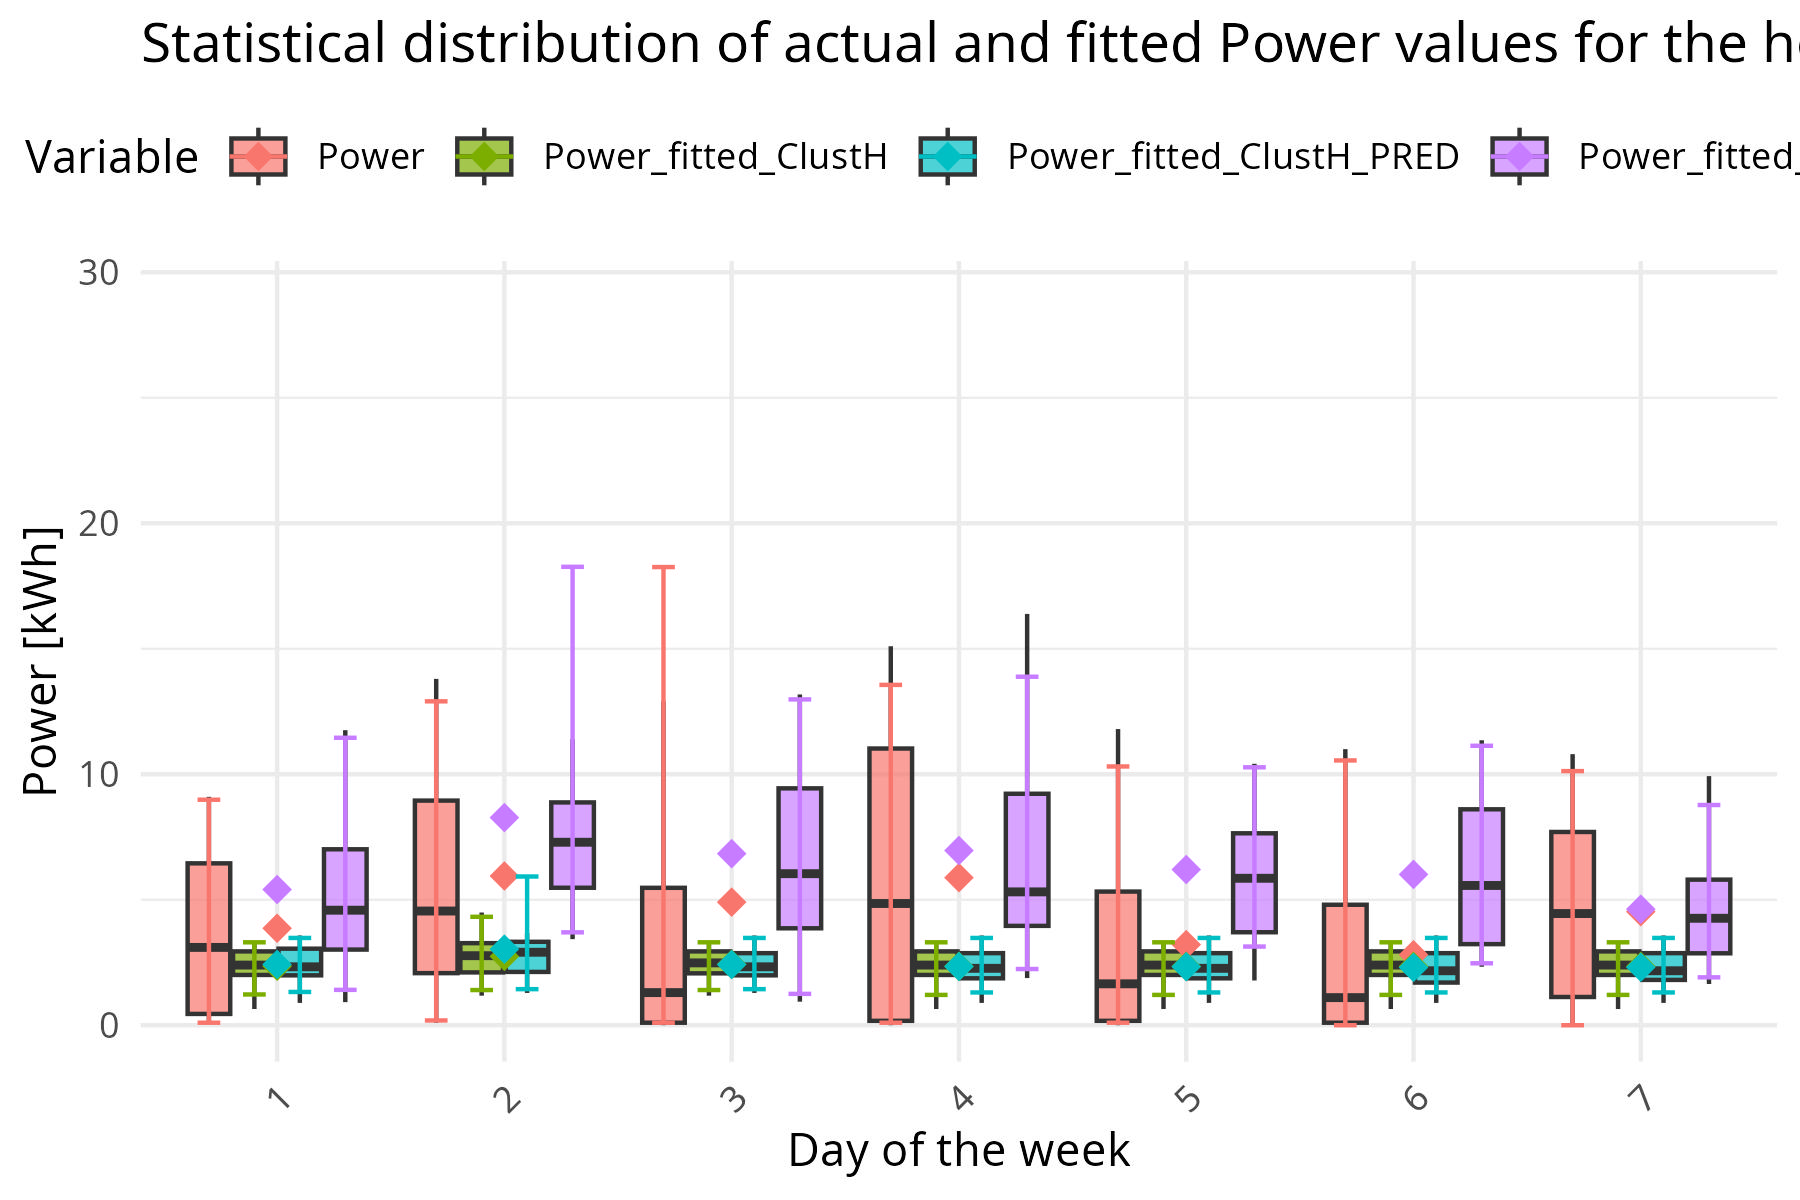 Statistical distribution of actual and fitted Power values for the
Variable Power Power_fitted_ClustH Power_fitted_ClustH_PRED Power_fitted_
30
20
10
0
Power [kWh]
1 2 3 4 5 6 7
Day of the week